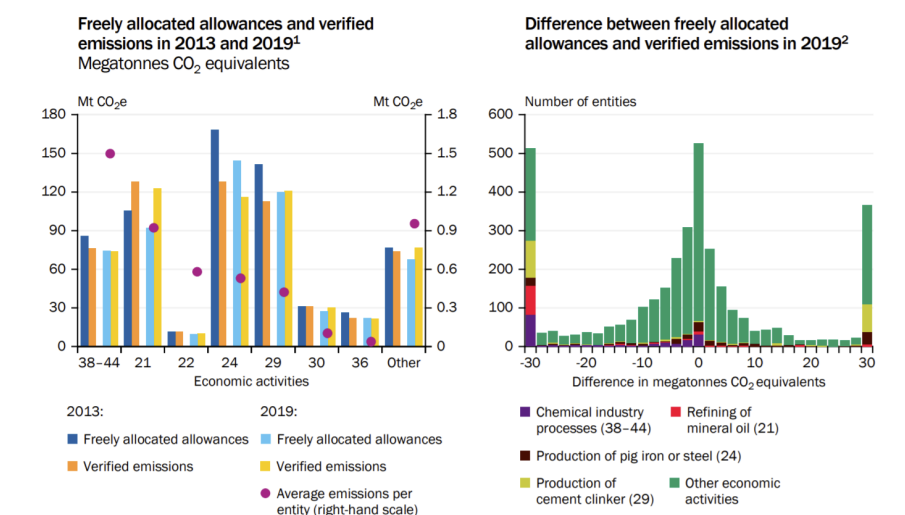 Freely allocated allowances and verified
emissions in 2013 and 2019¹
Megatonnes CO₂ equivalents
Mt CO₂e
Mt CO₂e
180
150
120
90
60
30
0
1.8
1.5
1.2
0.9
0.6
0.3
0
38–44 21 22 24 29 30 36 Other
Economic activities
2013:
Freely allocated allowances
Verified emissions
2019:
Freely allocated allowances
Verified emissions
Average emissions per
entity (right-hand scale)
Difference between freely allocated
allowances and verified emissions in 2019²
Number of entities
600
500
400
300
200
100
0
-30 -20 -10 0 10 20 30
Difference in megatonnes CO₂ equivalents
Chemical industry
processes (38–44)
Refining of
mineral oil (21)
Production of pig iron or steel (24)
Production of
cement clinker (29)
Other economic
activities